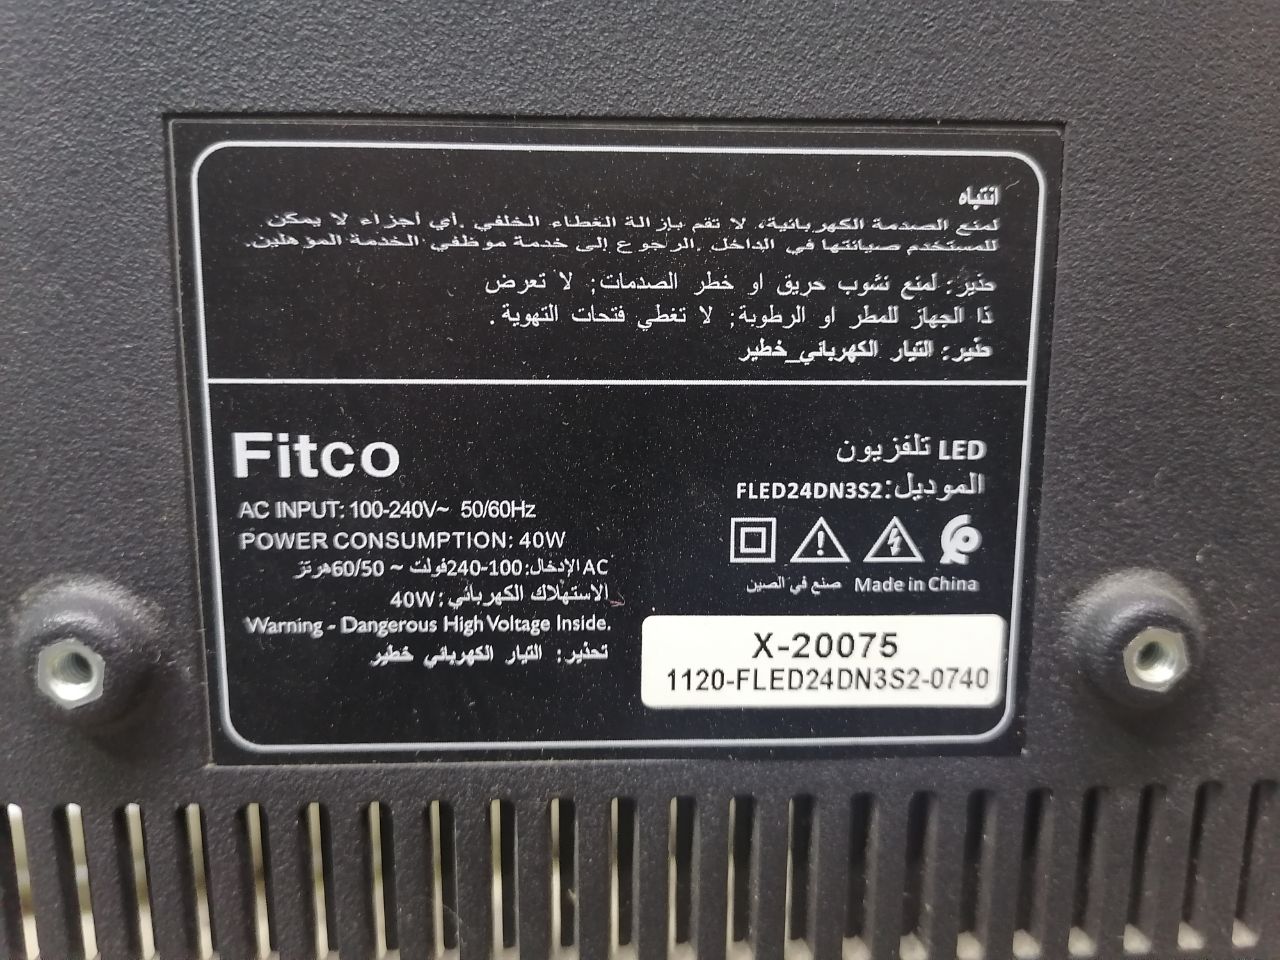 انتباه
لمنع الصدمة الكهربائية، لا تقم بإزالة الغطاء الخلفي .أي أجزاء لا يمكن
للمستخدم صيانتها في الداخل .الرجوع إلى خدمة موظفي الخدمة المؤهلين.
حذير: لمنع نشوب حريق او خطر الصدمات; لا تعرض
ذا الجهاز للمطر او الرطوبة; لا تغطي فتحات التهوية .
حذير: التيار الكهربائي_خطير
Fitco
AC INPUT: 100-240V~ 50/60Hz
POWER CONSUMPTION: 40W
AC الإدخال: 100-240فولت ~ 60/50هرتز
الاستهلاك الكهربائي: 40W
Warning - Dangerous High Voltage Inside.
تحذير: التيار الكهربائي خطير
LED تلفزيون
الموديل: FLED24DN3S2
صنع في الصين Made in China
X-20075
1120-FLED24DN3S2-0740